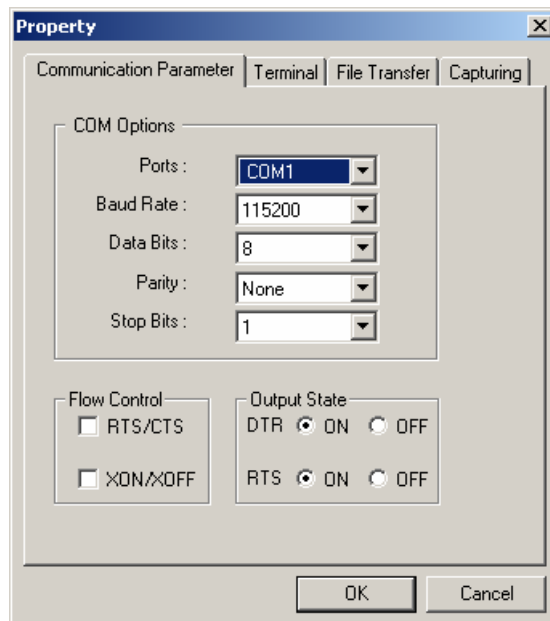 Property
Communication Parameter Terminal File Transfer Capturing
COM Options
Ports : COM1
Baud Rate : 115200
Data Bits : 8
Parity : None
Stop Bits : 1
Flow Control
RTS/CTS
XON/XOFF
Output State
DTR ON OFF
RTS ON OFF
OK Cancel